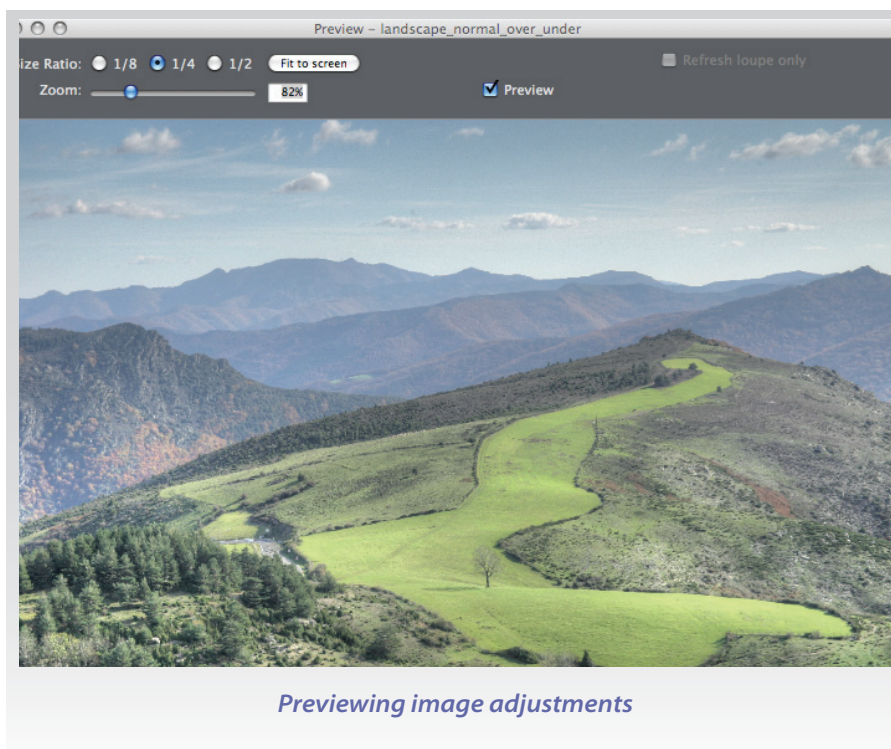 Preview – landscape_normal_over_under
ize Ratio: 1/8 1/4 1/2 Fit to screen Refresh loupe only
Zoom: 82% Preview
Previewing image adjustments